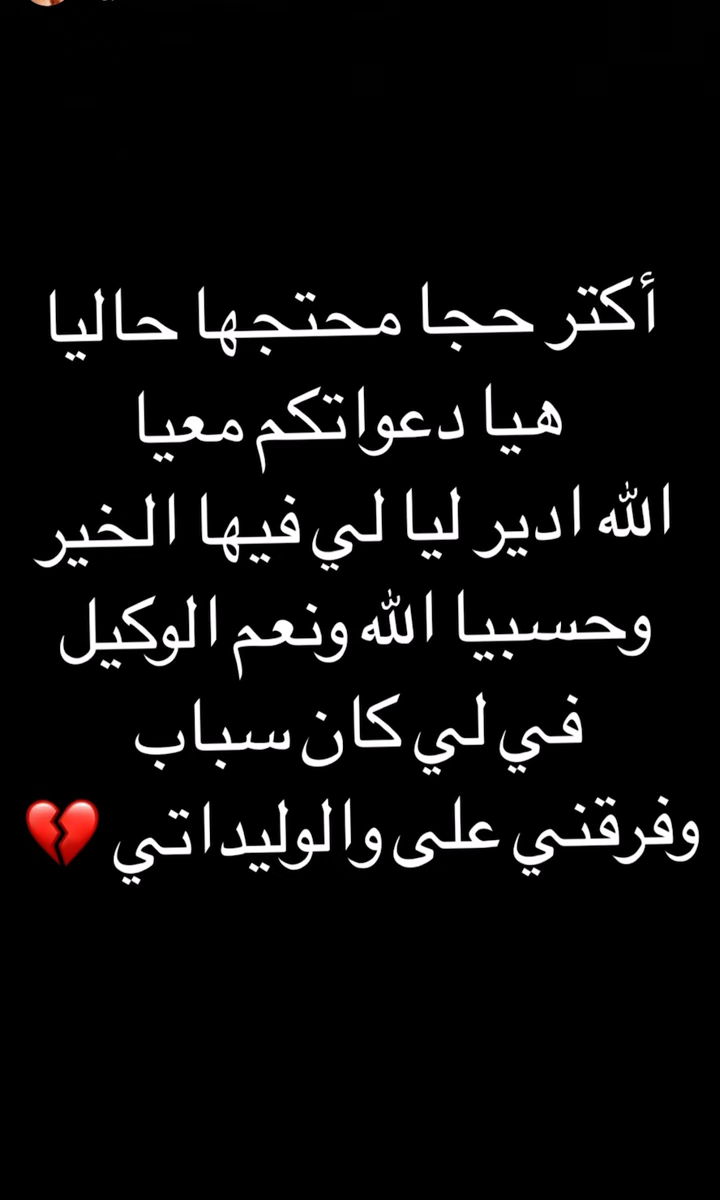 أكتر حجا محتجها حاليا
هيا دعواتكم معيا
الله ادير ليا لي فيها الخير
وحسبيا الله ونعم الوكيل
في لي كان سباب
وفرقني على والوليداتي 💔